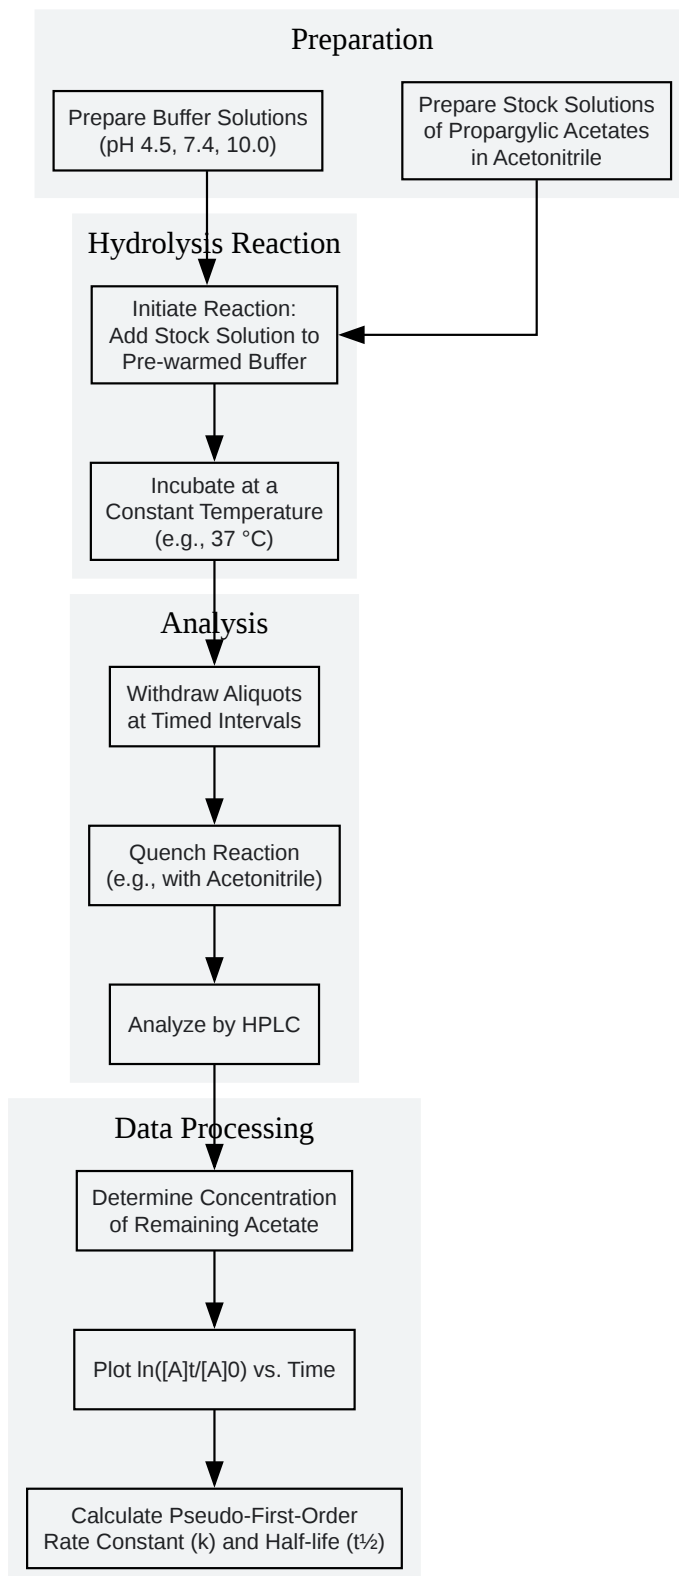 Preparation
Prepare Buffer Solutions
(pH 4.5, 7.4, 10.0)
Prepare Stock Solutions
of Propargylic Acetates
in Acetonitrile
Hydrolysis Reaction
Initiate Reaction:
Add Stock Solution to
Pre-warmed Buffer
Incubate at a
Constant Temperature
(e.g., 37 °C)
Analysis
Withdraw Aliquots
at Timed Intervals
Quench Reaction
(e.g., with Acetonitrile)
Analyze by HPLC
Data Processing
Determine Concentration
of Remaining Acetate
Plot ln([A]t/[A]0) vs. Time
Calculate Pseudo-First-Order
Rate Constant (k) and Half-life (t½)